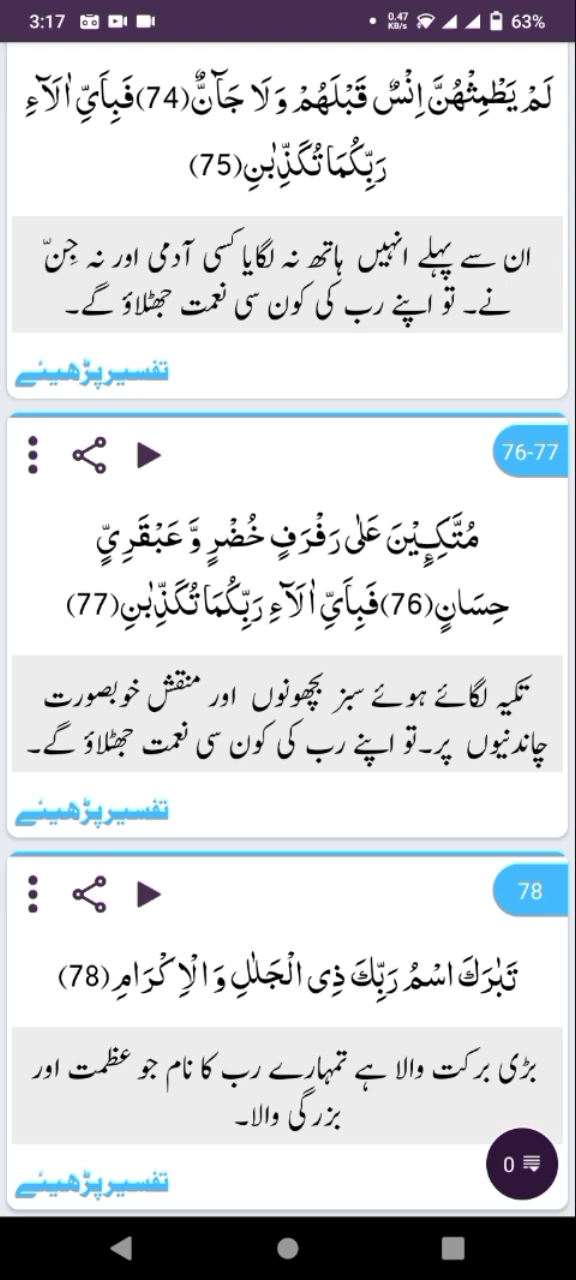 3:17 0.47 KB/s 63%
لَمْ یَطْمِثْهُنَّ اِنْسٌ قَبْلَهُمْ وَ لَا جَآنٌّ(74)فَبِاَیِّ اٰلَآءِ
رَبِّكُمَا تُكَذِّبٰنِ(75)
ان سے پہلے انہیں ہاتھ نہ لگایا کسی آدمی اور نہ جِنّ
نے۔ تو اپنے رب کی کون سی نعمت جھٹلاؤ گے۔
تفسیر پڑھیئے
76-77
مُتَّكِـٕیْنَ عَلٰى رَفْرَفٍ خُضْرٍ وَّ عَبْقَرِیٍّ
حِسَانٍ(76)فَبِاَیِّ اٰلَآءِ رَبِّكُمَا تُكَذِّبٰنِ(77)
تکیہ لگائے ہوئے سبز بچھونوں اور منقش خوبصورت
چاندنیوں پر۔تو اپنے رب کی کون سی نعمت جھٹلاؤ گے۔
تفسیر پڑھیئے
78
تَبٰرَكَ اسْمُ رَبِّكَ ذِی الْجَلٰلِ وَ الْاِكْرَامِ(78)
بڑی برکت والا ہے تمہارے رب کا نام جو عظمت اور
بزرگی والا۔
0
تفسیر پڑھیئے